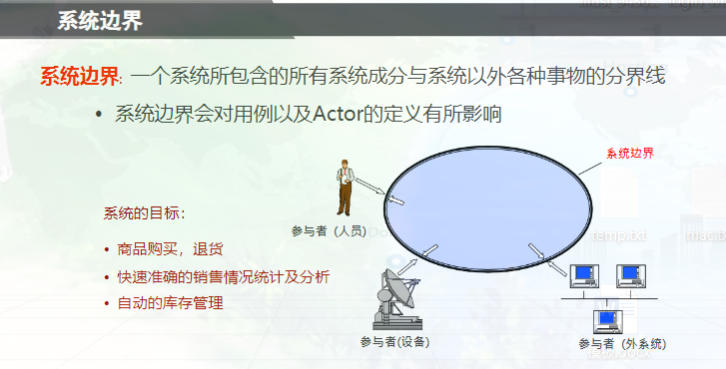 系统边界
系统边界: 一个系统所包含的所有系统成分与系统以外各种事物的分界线
• 系统边界会对用例以及Actor的定义有所影响
系统边界
系统的目标：
• 商品购买，退货
• 快速准确的销售情况统计及分析
• 自动的库存管理
参与者（人员)
参与者(设备)
参与者（外系统）
temp.txt